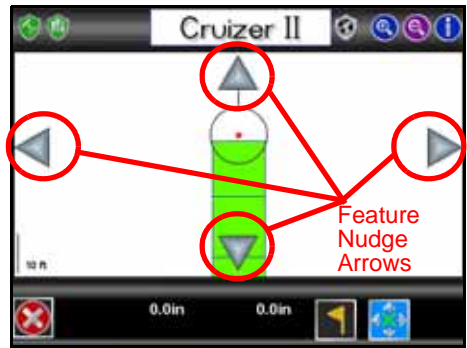 Cruizer II
Feature
Nudge
Arrows
10 ft
0.0in 0.0in